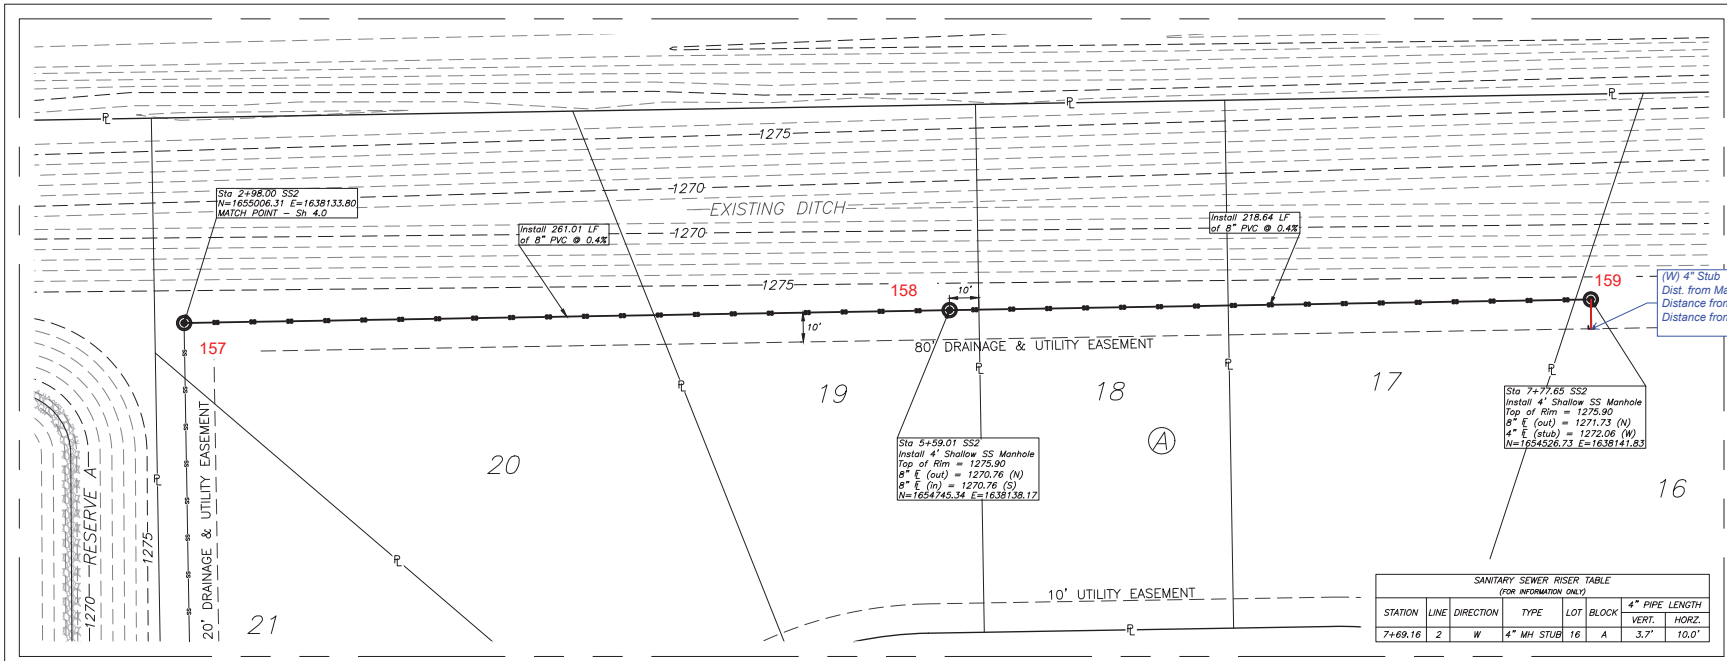 1275
1270
EXISTING DITCH
1270
1275
Sta 2+98.00 SS2
N=1655006.31 E=1638133.80
MATCH POINT - Sh 4.0
Install 261.01 LF
of 8" PVC @ 0.4%
Install 218.64 LF
of 8" PVC @ 0.4%
157
158
159
10'
10'
(W) 4" Stub
Dist. from Ma
Distance from
Distance from
80' DRAINAGE & UTILITY EASEMENT
19
18
17
20
A
16
21
Sta 5+59.01 SS2
Install 4' Shallow SS Manhole
Top of Rim = 1275.90
8" FL (out) = 1270.76 (N)
8" FL (in) = 1270.76 (S)
N=1654745.34 E=1638138.17
Sta 7+77.65 SS2
Install 4' Shallow SS Manhole
Top of Rim = 1275.90
8" FL (out) = 1271.73 (N)
4" FL (stub) = 1272.06 (W)
N=1654526.73 E=1638141.83
1270
RESERVE A
1275
20' DRAINAGE & UTILITY EASEMENT
10' UTILITY EASEMENT
SANITARY SEWER RISER TABLE
(FOR INFORMATION ONLY)
STATION LINE DIRECTION TYPE LOT BLOCK 4" PIPE LENGTH
VERT. HORZ.
7+69.16 2 W 4" MH STUB 16 A 3.7' 10.0'